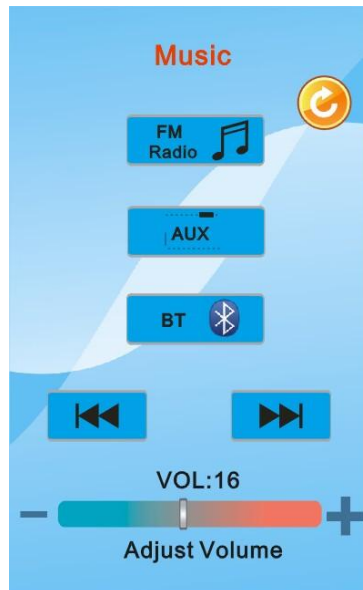 Music
FM
Radio
AUX
BT
VOL:16
Adjust Volume